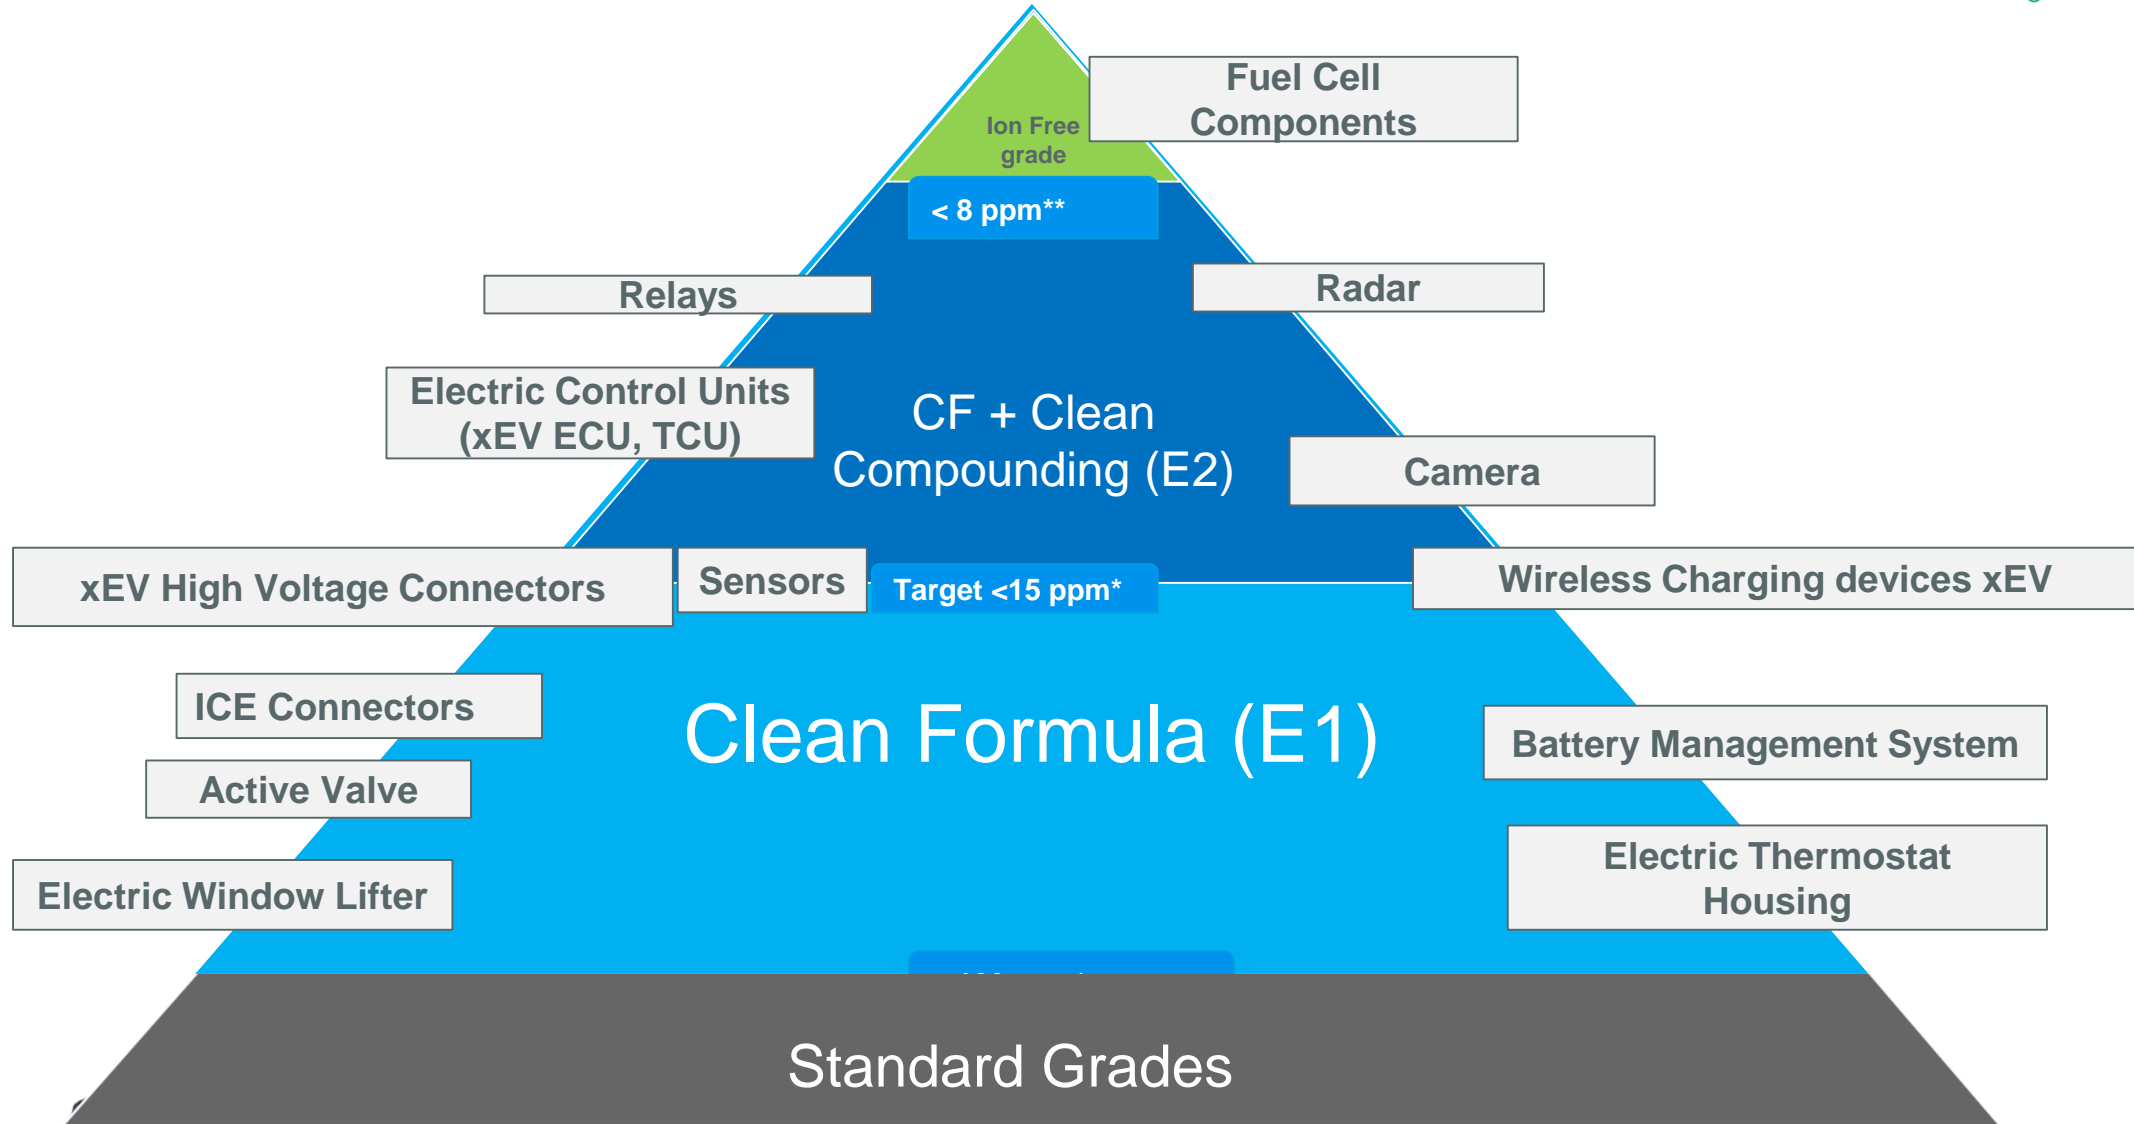 Fuel Cell
Components
Ion Free
grade
< 8 ppm**
Relays
Radar
Electric Control Units
(xEV ECU, TCU)
CF + Clean
Compounding (E2)
Camera
xEV High Voltage Connectors
Sensors
Target <15 ppm*
Wireless Charging devices xEV
ICE Connectors
Clean Formula (E1)
Battery Management System
Active Valve
Electric Window Lifter
Electric Thermostat
Housing
Standard Grades